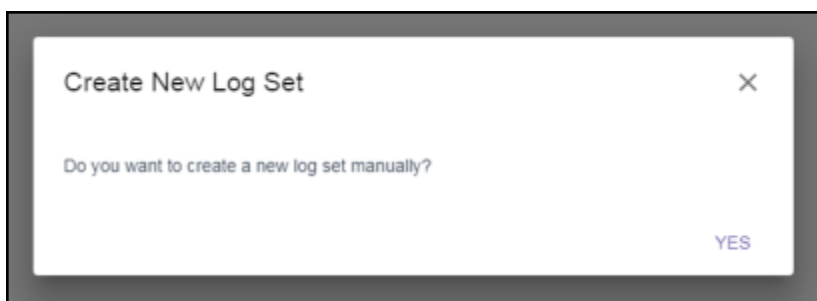 Create New Log Set
Do you want to create a new log set manually?
YES